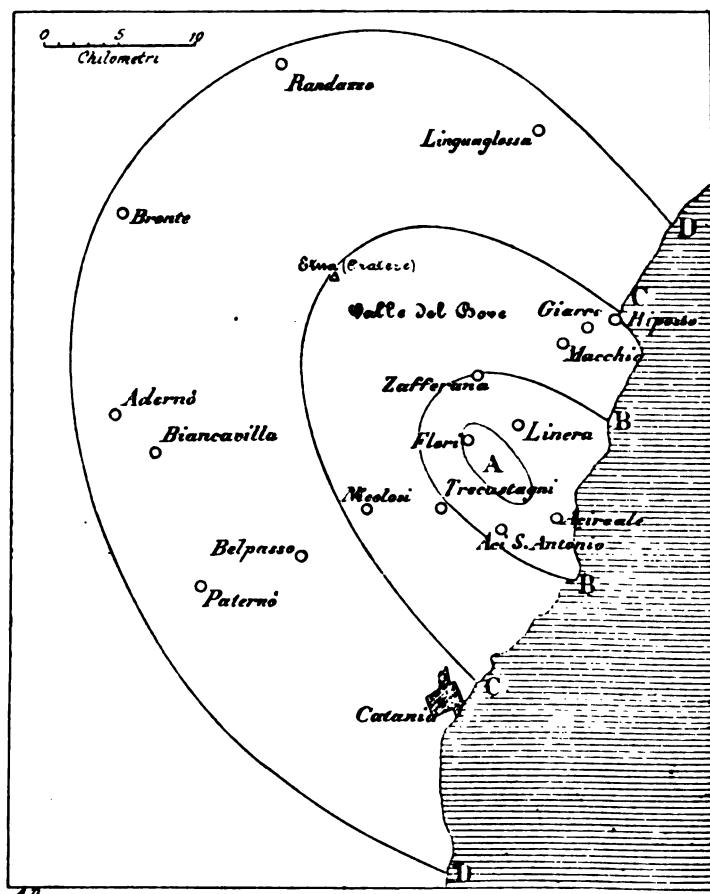 0 5 10
Chilometri
Randazzo
Linguaglossa
Bronte
D
Etna (Cratere)
C
Valle del Bove
Giarre
Riposto
Macchia
Zafferana
Adernò
B
Linera
Biancavilla
Fleri
A
Nicolosi
Trecastagni
Acireale
Aci S. Antonio
Belpasso
B
Paternò
C
Catania
D